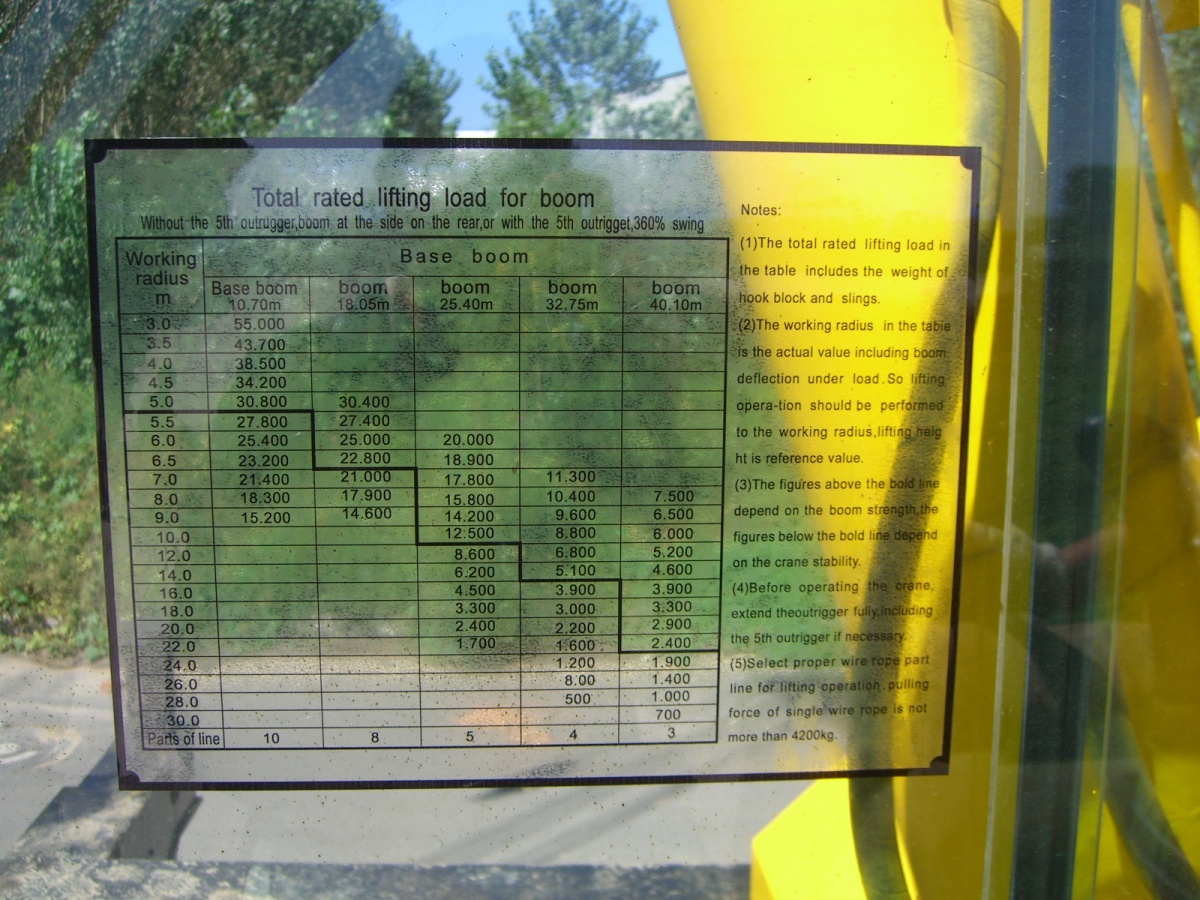 Total rated lifting load for boom
Without the 5th outrugger,boom at the side on the rear,or with the 5th outrigget,360% swing
Working radius m Base boom
Base boom 10.70m boom 18.05m boom 25.40m boom 32.75m boom 40.10m
3.0 55.000
3.5 43.700
4.0 38.500
4.5 34.200
5.0 30.800 30.400
5.5 27.800 27.400
6.0 25.400 25.000 20.000
6.5 23.200 22.800 18.900
7.0 21.400 21.000 17.800 11.300
8.0 18.300 17.900 15.800 10.400 7.500
9.0 15.200 14.600 14.200 9.600 6.500
10.0 12.500 8.800 6.000
12.0 8.600 6.800 5.200
14.0 6.200 5.100 4.600
16.0 4.500 3.900 3.900
18.0 3.300 3.000 3.300
20.0 2.400 2.200 2.900
22.0 1.700 1.600 2.400
24.0 1.200 1.900
26.0 8.00 1.400
28.0 500 1.000
30.0 700
Parts of line 10 8 5 4 3
Notes:
(1)The total rated lifting load in
the table includes the weight of
hook block and slings.
(2)The working radius in the table
is the actual value including boom
deflection under load.So lifting
opera-tion should be performed
to the working radius,lifting heig
ht is reference value.
(3)The figures above the bold line
depend on the boom strength,the
figures below the bold line depend
on the crane stability.
(4)Before operating the crene,
extend theoutrigger fully,including
the 5th outrigger if necessary.
(5)Select proper wire rope part
line for lifting operation.pulling
force of single wire rope is not
more than 4200kg.